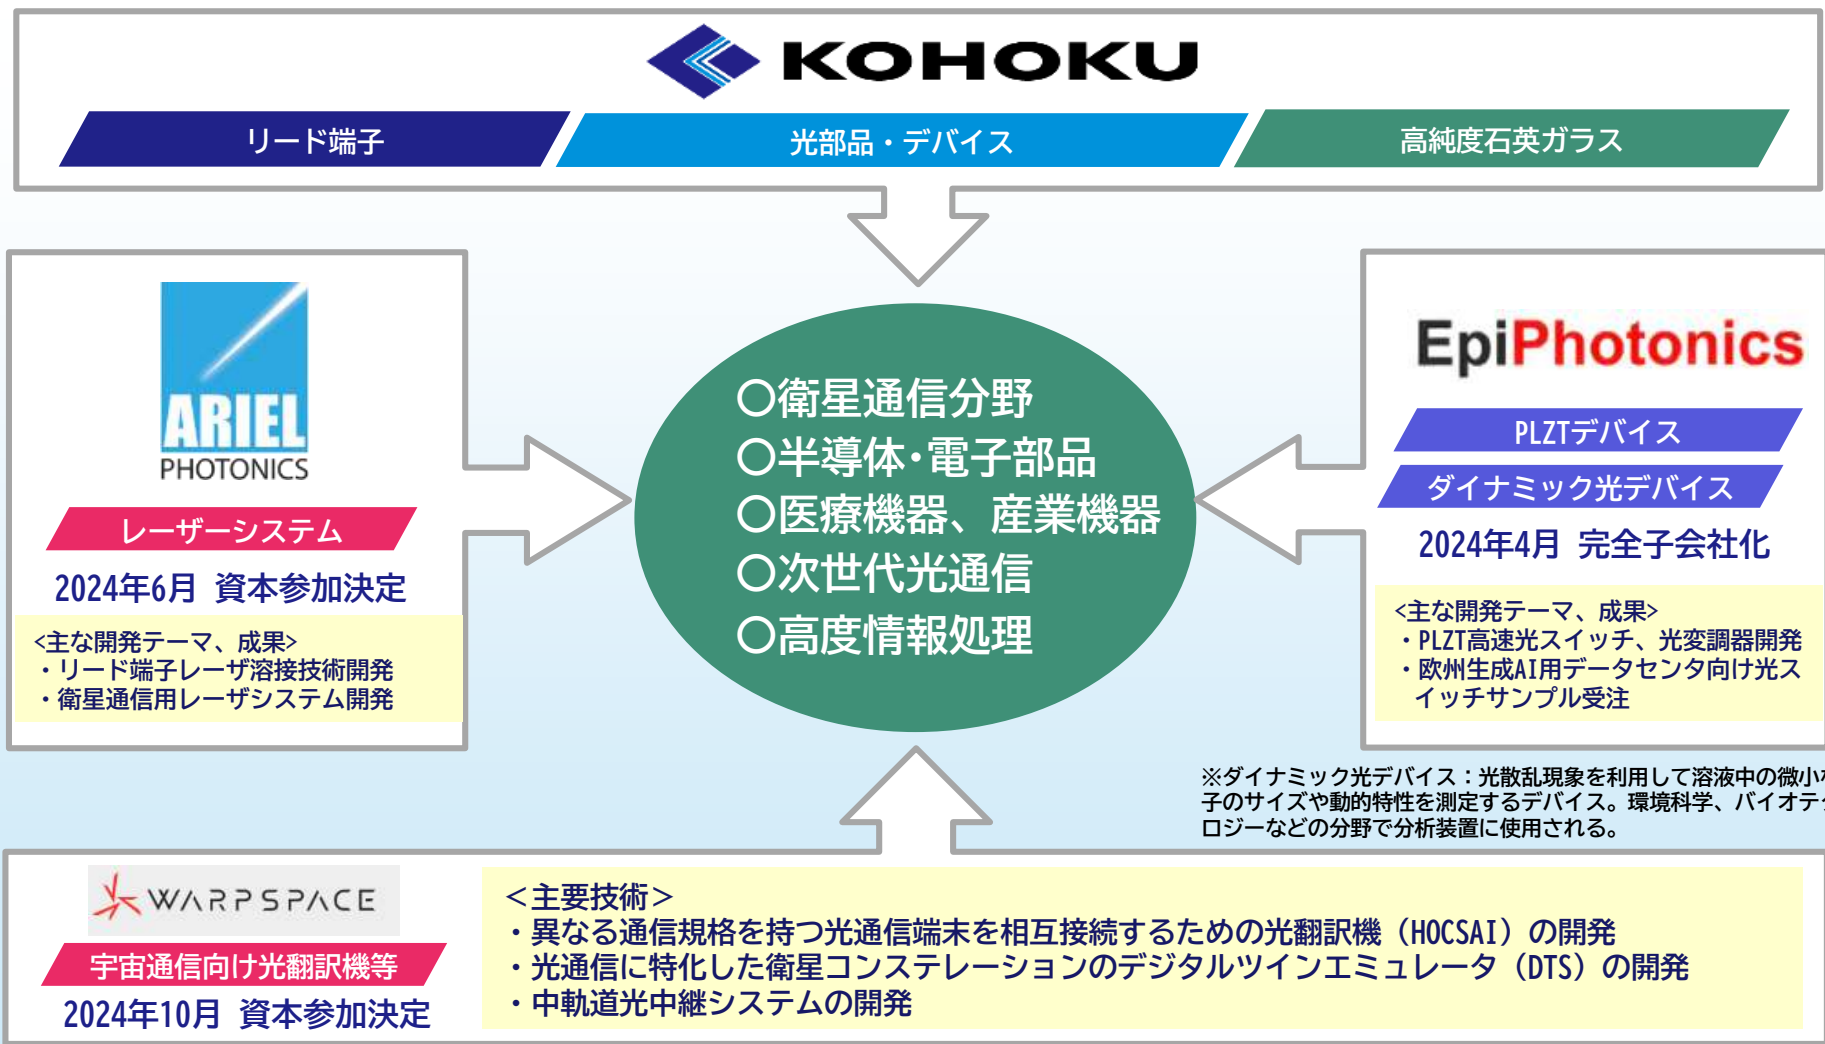 KOHOKU
リード端子
光部品・デバイス
高純度石英ガラス
ARIEL
PHOTONICS
レーザーシステム
2024年6月 資本参加決定
<主な開発テーマ、成果>
・リード端子レーザ溶接技術開発
・衛星通信用レーザシステム開発
○衛星通信分野
○半導体・電子部品
○医療機器、産業機器
○次世代光通信
○高度情報処理
EpiPhotonics
PLZTデバイス
ダイナミック光デバイス
2024年4月 完全子会社化
<主な開発テーマ、成果>
・PLZT高速光スイッチ、光変調器開発
・欧州生成AI用データセンタ向け光ス
イッチサンプル受注
※ダイナミック光デバイス：光散乱現象を利用して溶液中の微小
子のサイズや動的特性を測定するデバイス。環境科学、バイオテ
ロジーなどの分野で分析装置に使用される。
WARPSPACE
宇宙通信向け光翻訳機等
2024年10月 資本参加決定
＜主要技術＞
・異なる通信規格を持つ光通信端末を相互接続するための光翻訳機（HOCSAI）の開発
・光通信に特化した衛星コンステレーションのデジタルツインエミュレータ（DTS）の開発
・中軌道光中継システムの開発